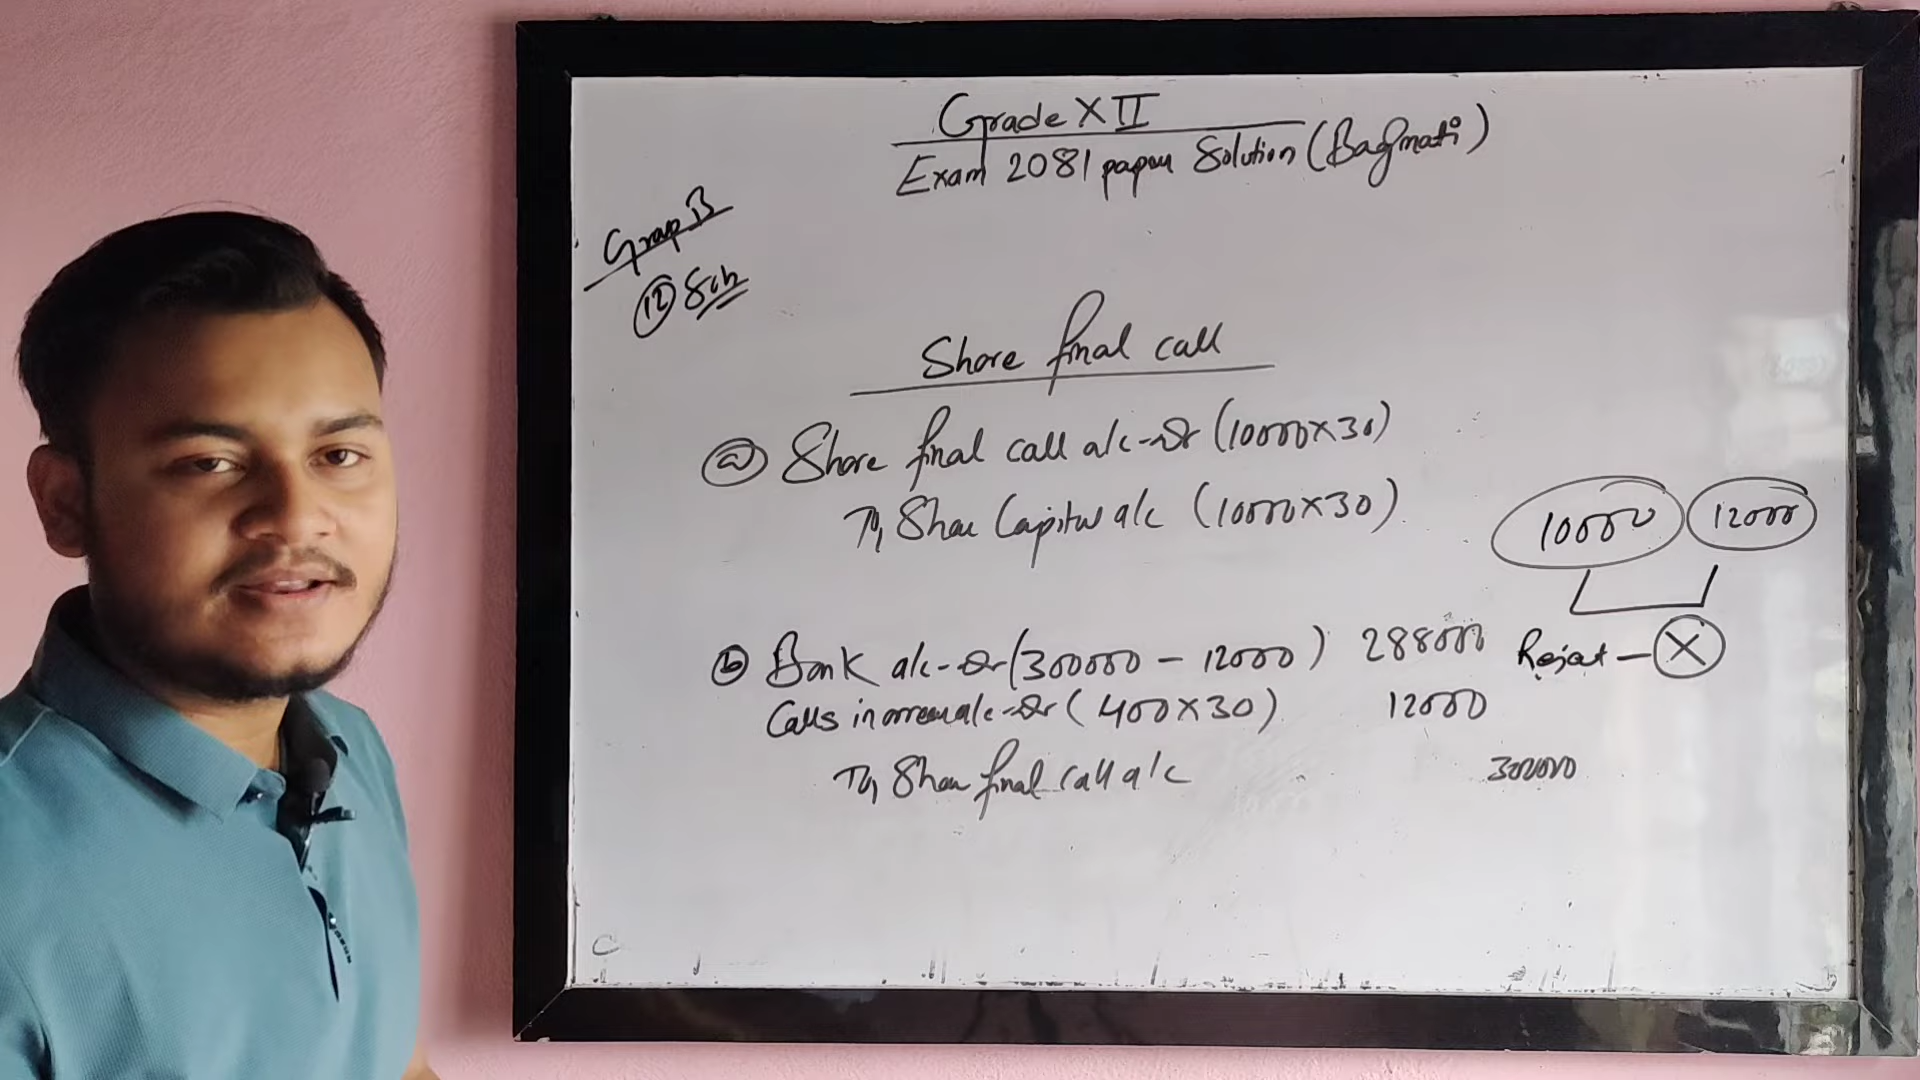 Grade XII
Exam 2081 paper Solution (Bagmati)
Group B
12 Soln
Share final call
a Share final call a/c-Dr (10000×30)
To, Share Capital a/c (10000×30)
10000 12000
b Bank a/c-Dr (300000 - 12000) 288000
Reject - X
Calls in arrear a/c-Dr (400×30) 12000
To, Share final call a/c 300000